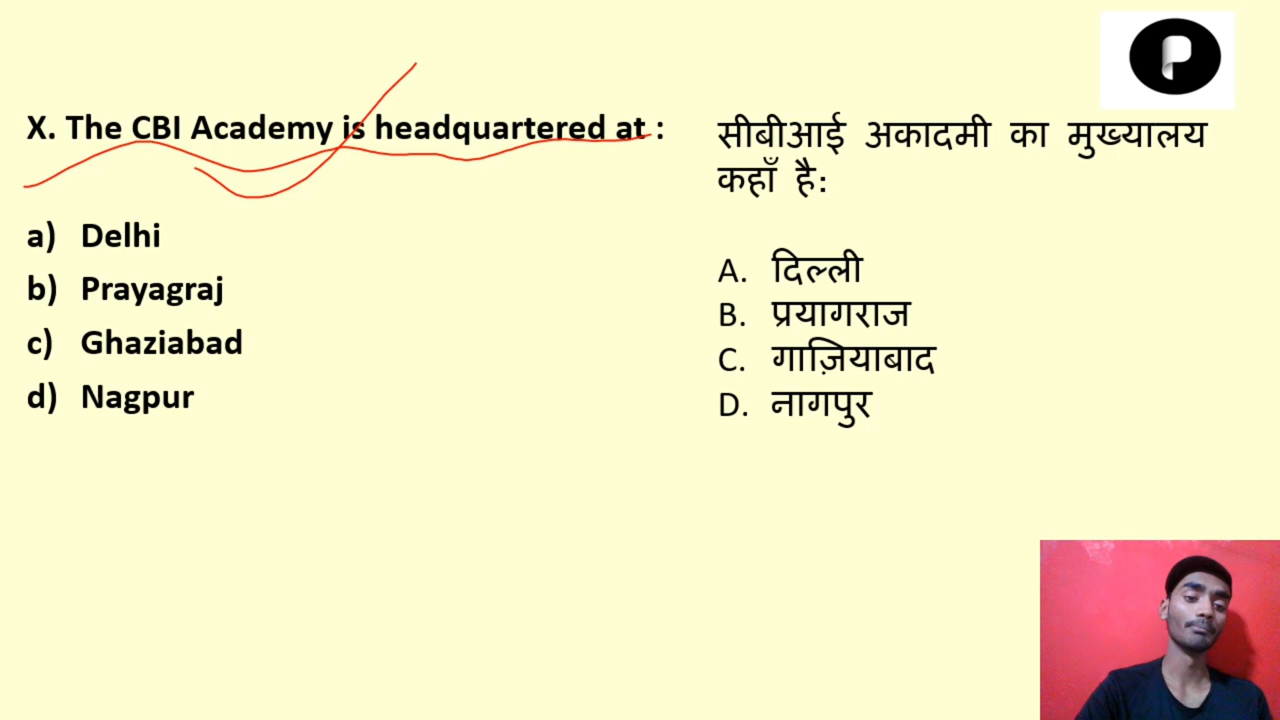 X. The CBI Academy is headquartered at :
a) Delhi
b) Prayagraj
c) Ghaziabad
d) Nagpur
सीबीआई अकादमी का मुख्यालय
कहाँ है:
A. दिल्ली
B. प्रयागराज
C. गाज़ियाबाद
D. नागपुर
P